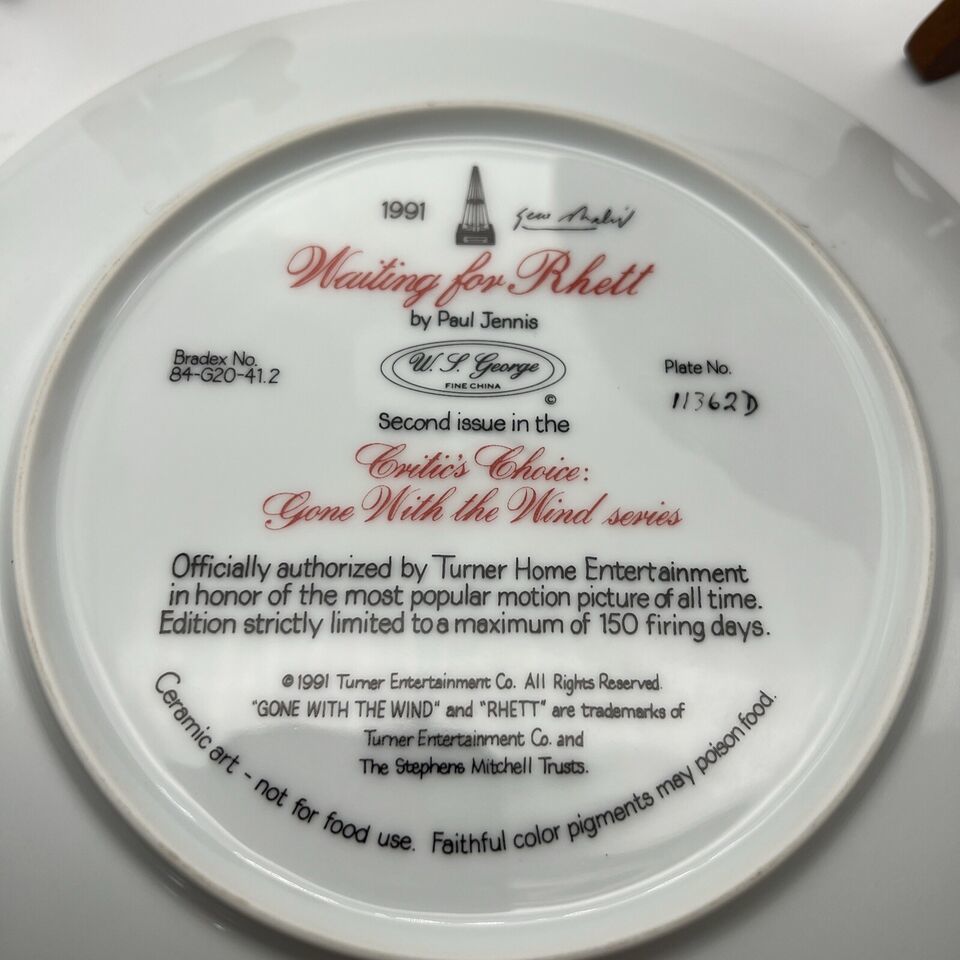 1991
Waiting for Rhett
by Paul Jennis
Bradex No.
84-G20-41.2
W. S. George
FINE CHINA
©
Plate No.
11362D
Second issue in the
Critic's Choice:
Gone With the Wind series
Officially authorized by Turner Home Entertainment
in honor of the most popular motion picture of all time.
Edition strictly limited to a maximum of 150 firing days.
©1991 Turner Entertainment Co. All Rights Reserved.
"GONE WITH THE WIND" and "RHETT" are trademarks of
Turner Entertainment Co. and
The Stephens Mitchell Trusts.
Ceramic art - not for food use. Faithful color pigments may poison food.